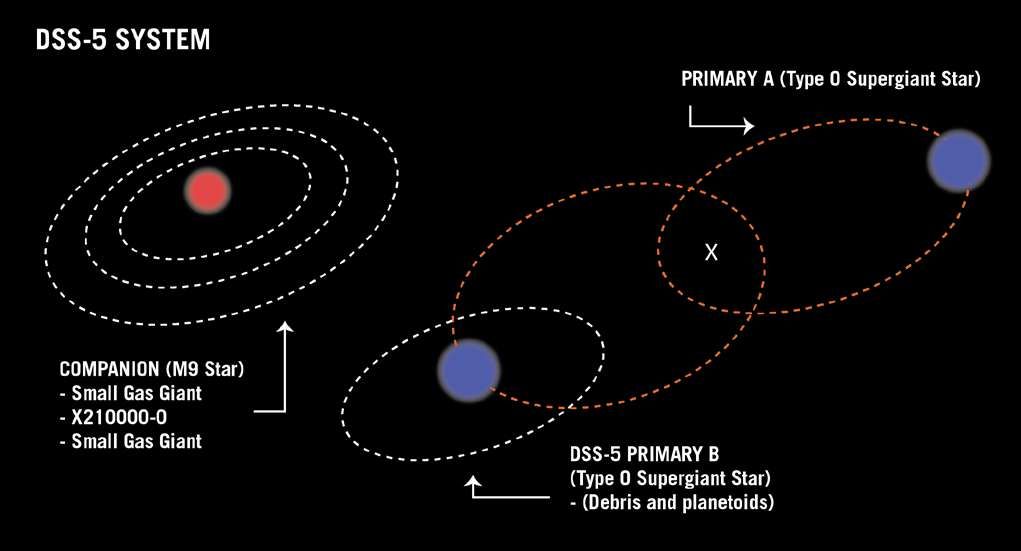 DSS-5 SYSTEM
PRIMARY A (Type O Supergiant Star)
X
COMPANION (M9 Star)
- Small Gas Giant
- X210000-0
- Small Gas Giant
DSS-5 PRIMARY B
(Type O Supergiant Star)
- (Debris and planetoids)